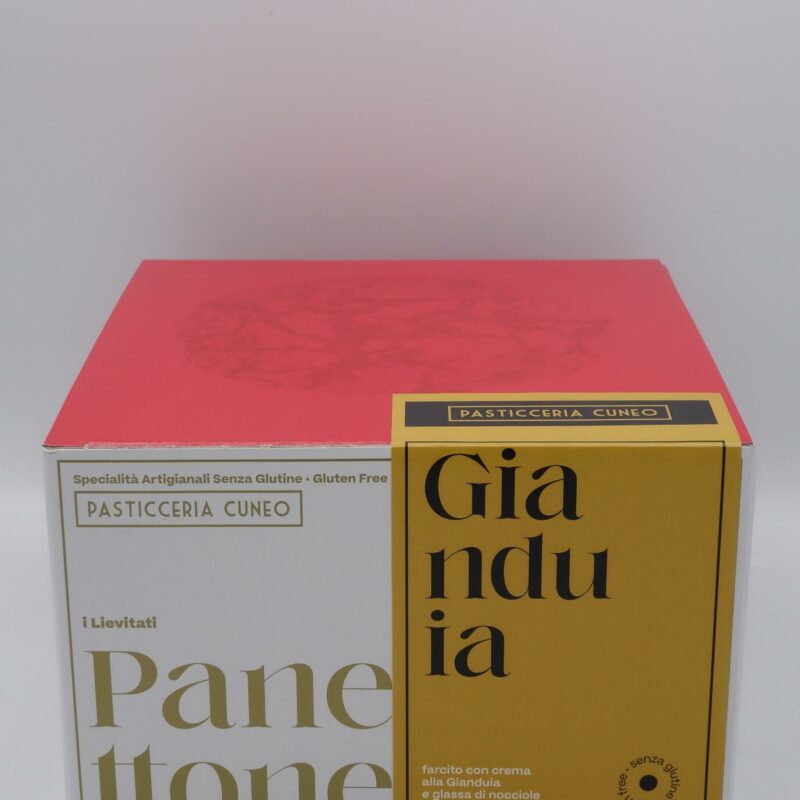 Specialità Artigianali Senza Glutine • Gluten Free
PASTICCERIA CUNEO
i Lievitati
Pane
ttone
PASTICCERIA CUNEO
Gia
ndu
ia
farcito con crema
alla Gianduia
e glassa di nocciole
free • senza glutine